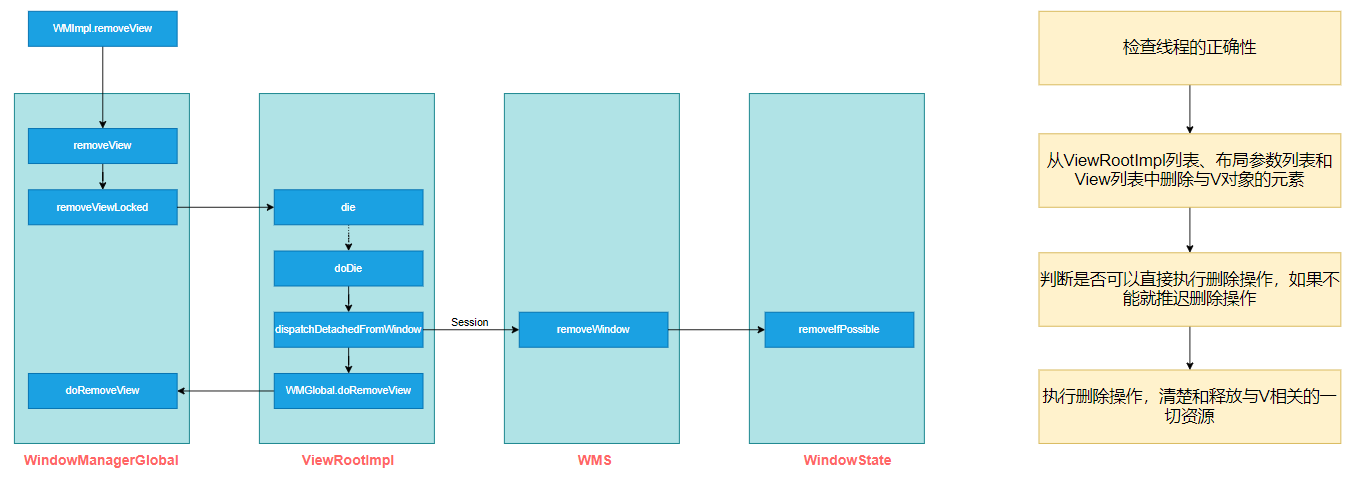 WMImpl.removeView
removeView
removeViewLocked
doRemoveView
WindowManagerGlobal
die
doDie
dispatchDetachedFromWindow
WMGlobal.doRemoveView
ViewRootImpl
Session
removeWindow
WMS
removeIfPossible
WindowState
检查线程的正确性
从ViewRootImpl列表、布局参数列表和
View列表中删除与V对象的元素
判断是否可以直接执行删除操作，如果不
能就推迟删除操作
执行删除操作，清楚和释放与V相关的一
切资源